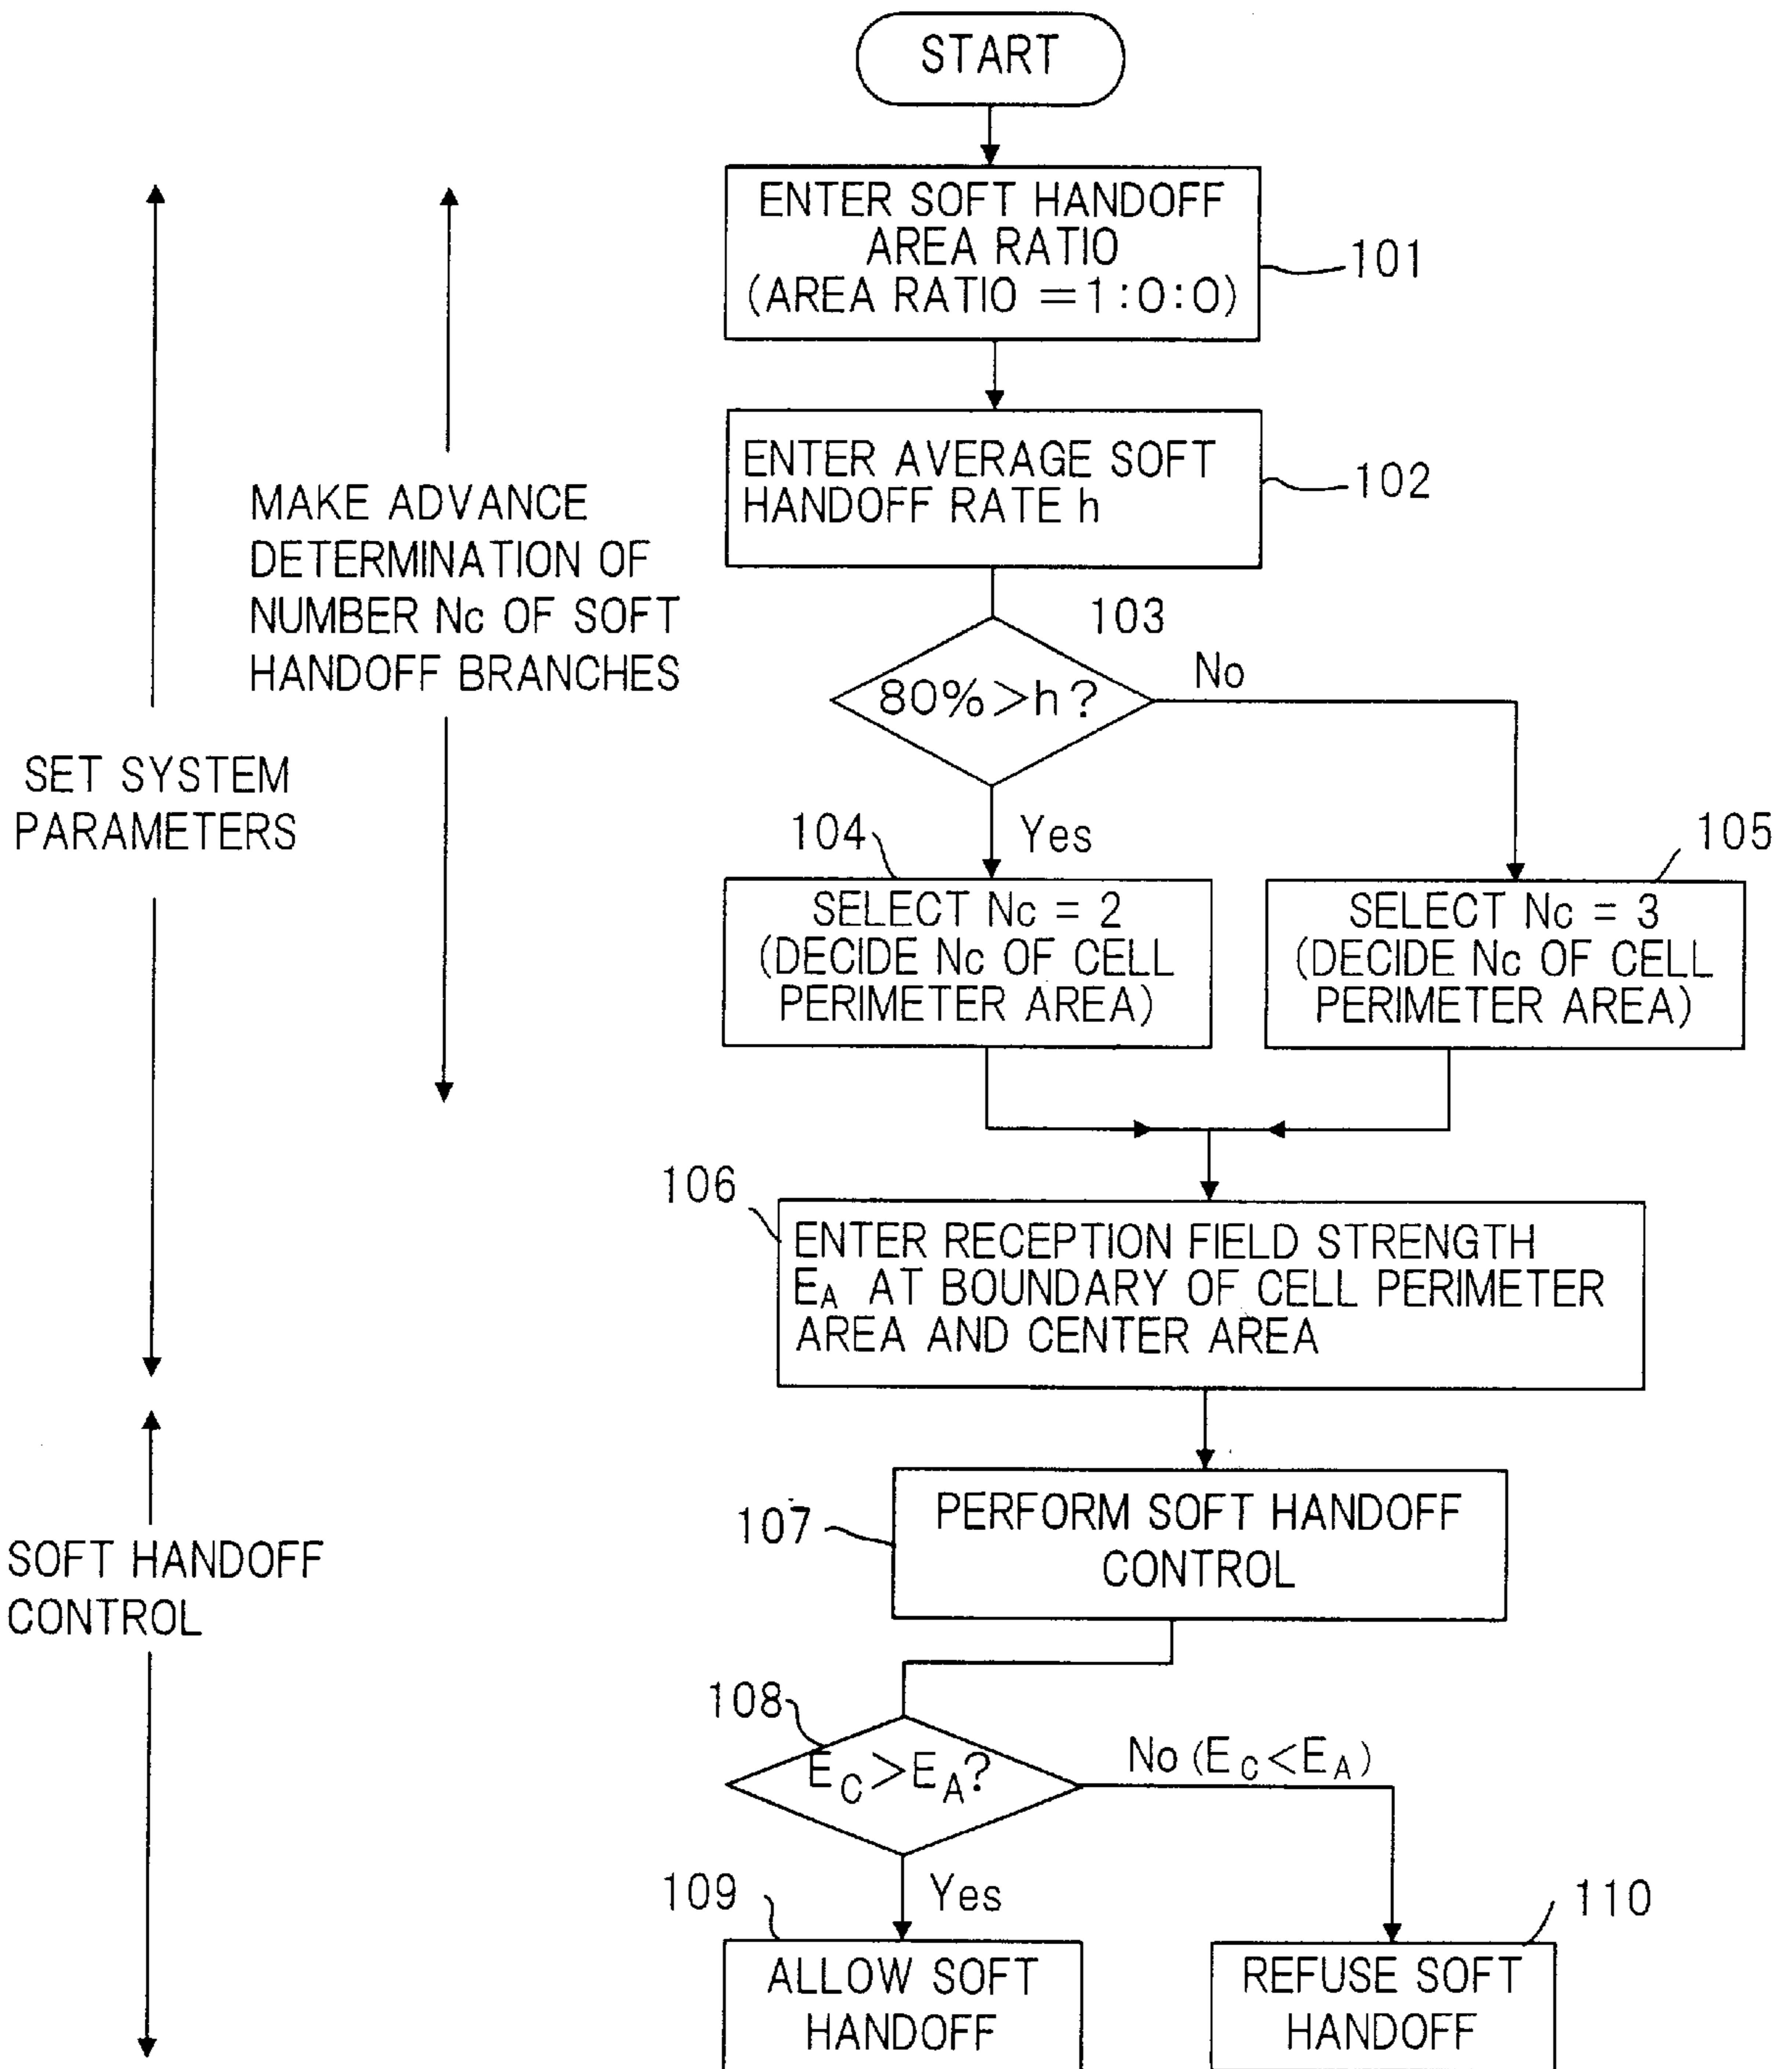 START
ENTER SOFT HANDOFF
AREA RATIO
(AREA RATIO =1:0:0)
101
ENTER AVERAGE SOFT
HANDOFF RATE h
102
MAKE ADVANCE
DETERMINATION OF
NUMBER Nc OF SOFT
HANDOFF BRANCHES
103
80%>h?
No
Yes
SET SYSTEM
PARAMETERS
104
105
SELECT Nc = 2
(DECIDE Nc OF CELL
PERIMETER AREA)
SELECT Nc = 3
(DECIDE Nc OF CELL
PERIMETER AREA)
106
ENTER RECEPTION FIELD STRENGTH
EA AT BOUNDARY OF CELL PERIMETER
AREA AND CENTER AREA
107
PERFORM SOFT HANDOFF
CONTROL
SOFT HANDOFF
CONTROL
108
EC>EA?
No (EC<EA)
Yes
109
110
ALLOW SOFT
HANDOFF
REFUSE SOFT
HANDOFF